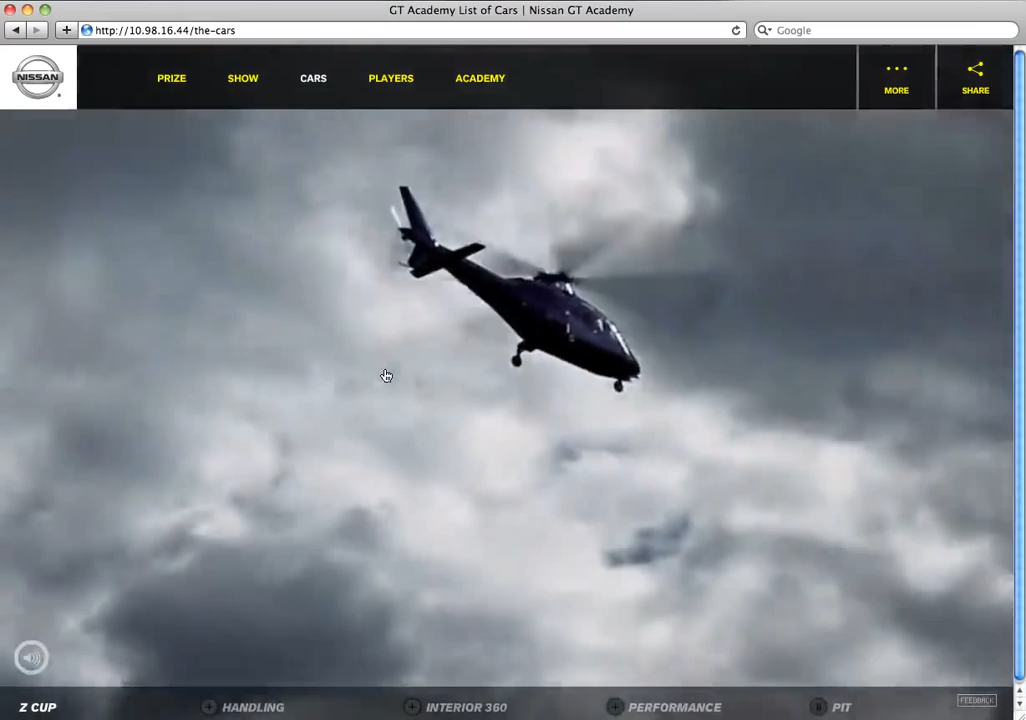 GT Academy List of Cars | Nissan GT Academy
http://10.98.16.44/the-cars
Google
NISSAN
PRIZE SHOW CARS PLAYERS ACADEMY
MORE SHARE
Z CUP HANDLING INTERIOR 360 PERFORMANCE PIT
FEEDBACK